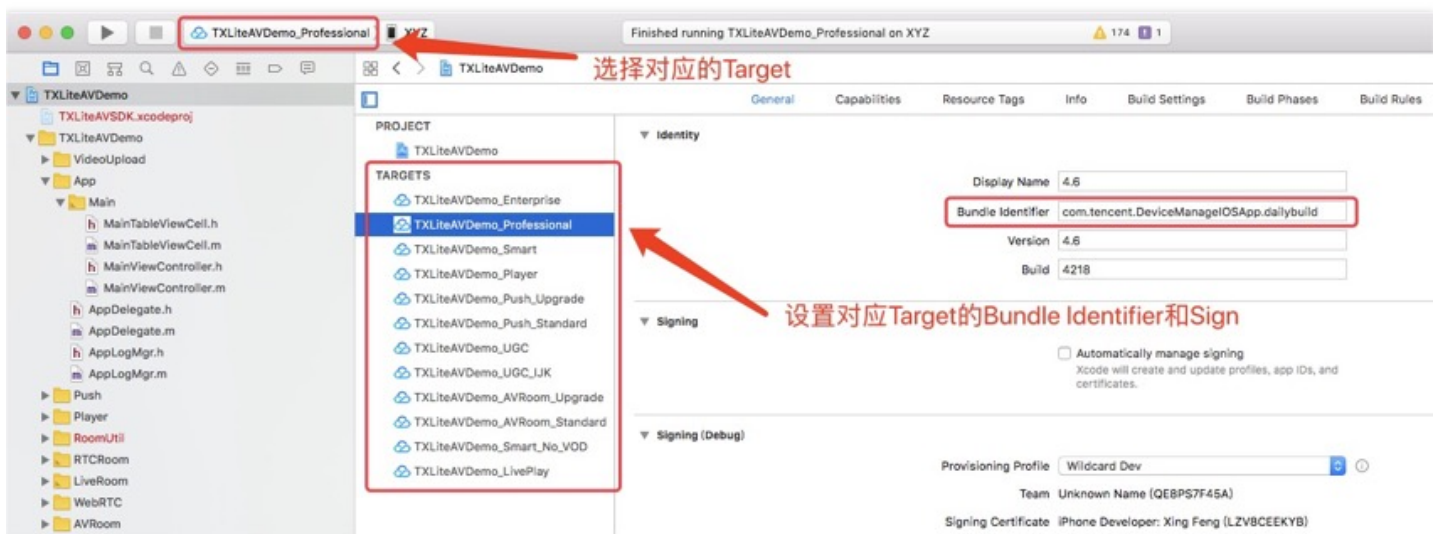 TXLiteAVDemo_Professional
XYZ
Finished running TXLiteAVDemo_Professional on XYZ
174
1
TXLiteAVDemo
选择对应的Target
TXLiteAVDemo
TXLiteAVSDK.xcodeproj
TXLiteAVDemo
VideoUpload
App
Main
h MainTableViewCell.h
m MainTableViewCell.m
h MainViewController.h
m MainViewController.m
h AppDelegate.h
m AppDelegate.m
h AppLogMgr.h
m AppLogMgr.m
Push
Player
RoomUtil
RTCRoom
LiveRoom
WebRTC
AVRoom
PROJECT
TXLiteAVDemo
TARGETS
TXLiteAVDemo_Enterprise
TXLiteAVDemo_Professional
TXLiteAVDemo_Smart
TXLiteAVDemo_Player
TXLiteAVDemo_Push_Upgrade
TXLiteAVDemo_Push_Standard
TXLiteAVDemo_UGC
TXLiteAVDemo_UGC_IJK
TXLiteAVDemo_AVRoom_Upgrade
TXLiteAVDemo_AVRoom_Standard
TXLiteAVDemo_Smart_No_VOD
TXLiteAVDemo_LivePlay
General Capabilities Resource Tags Info Build Settings Build Phases Build Rules
Identity
Display Name 4.6
Bundle Identifier com.tencent.DeviceManageIOSApp.dailybuild
Version 4.6
Build 4218
设置对应Target的Bundle Identifier和Sign
Signing
Automatically manage signing
Xcode will create and update profiles, app IDs, and
certificates.
Signing (Debug)
Provisioning Profile Wildcard Dev
Team Unknown Name (QE8PS7F45A)
Signing Certificate iPhone Developer: Xing Feng (LZV8CEEKYB)